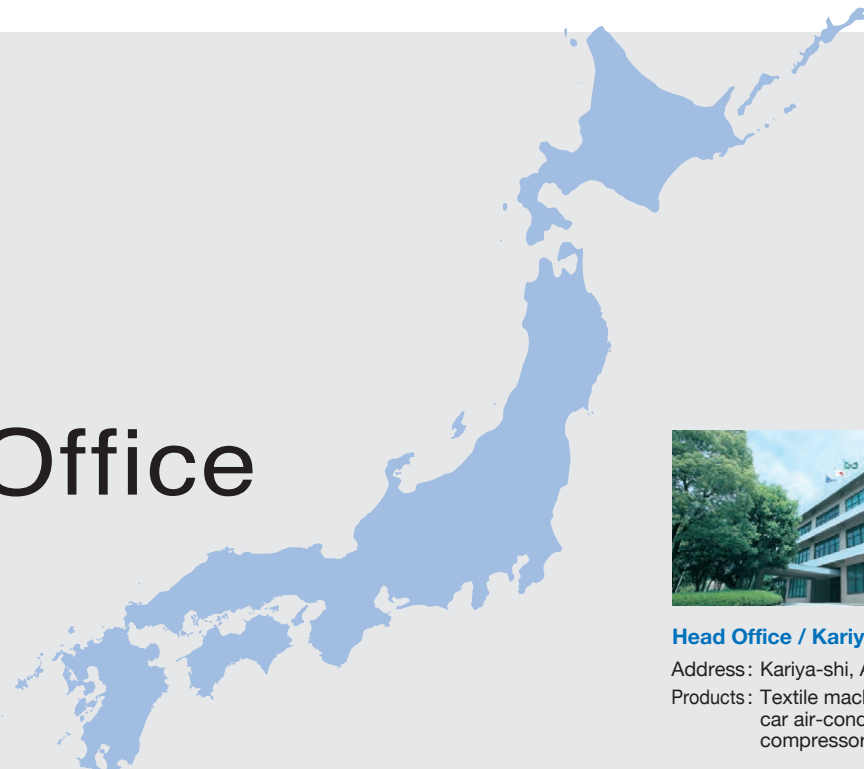 Office
Head Office / Kariy
Address: Kariya-shi, A
Products: Textile mach
car air-cond
compressor